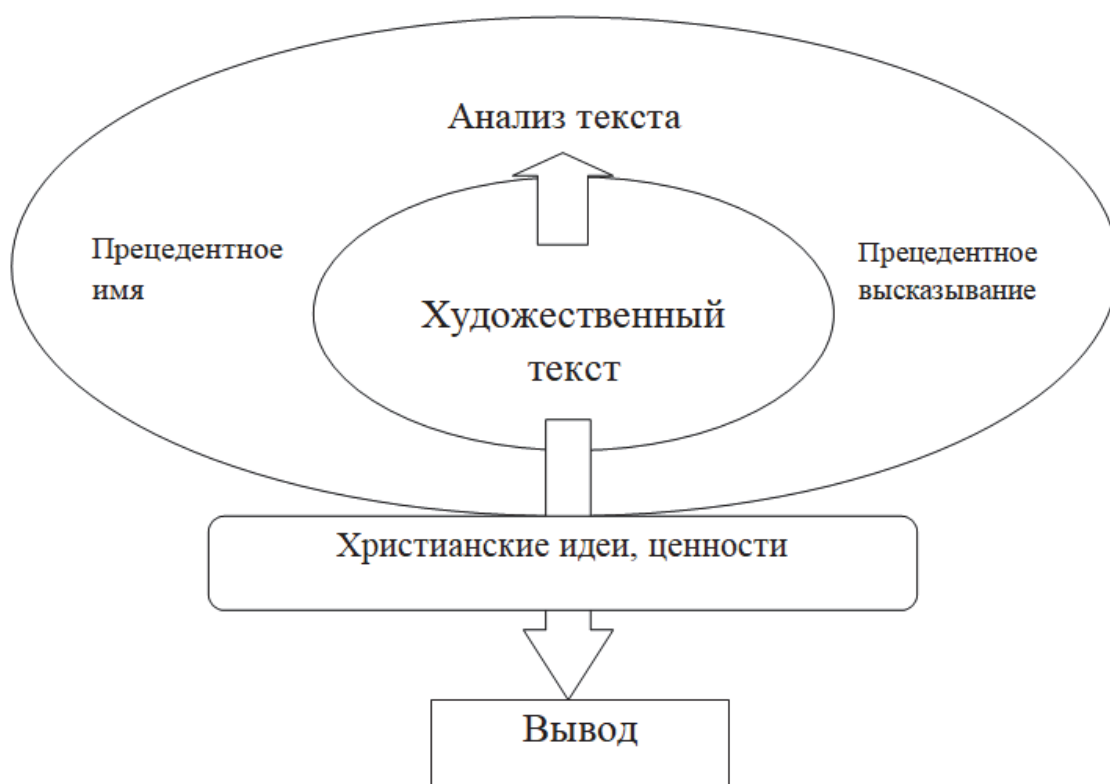 Анализ текста
Прецедентное
имя
Прецедентное
высказывание
Художественный
текст
Христианские идеи, ценности
Вывод